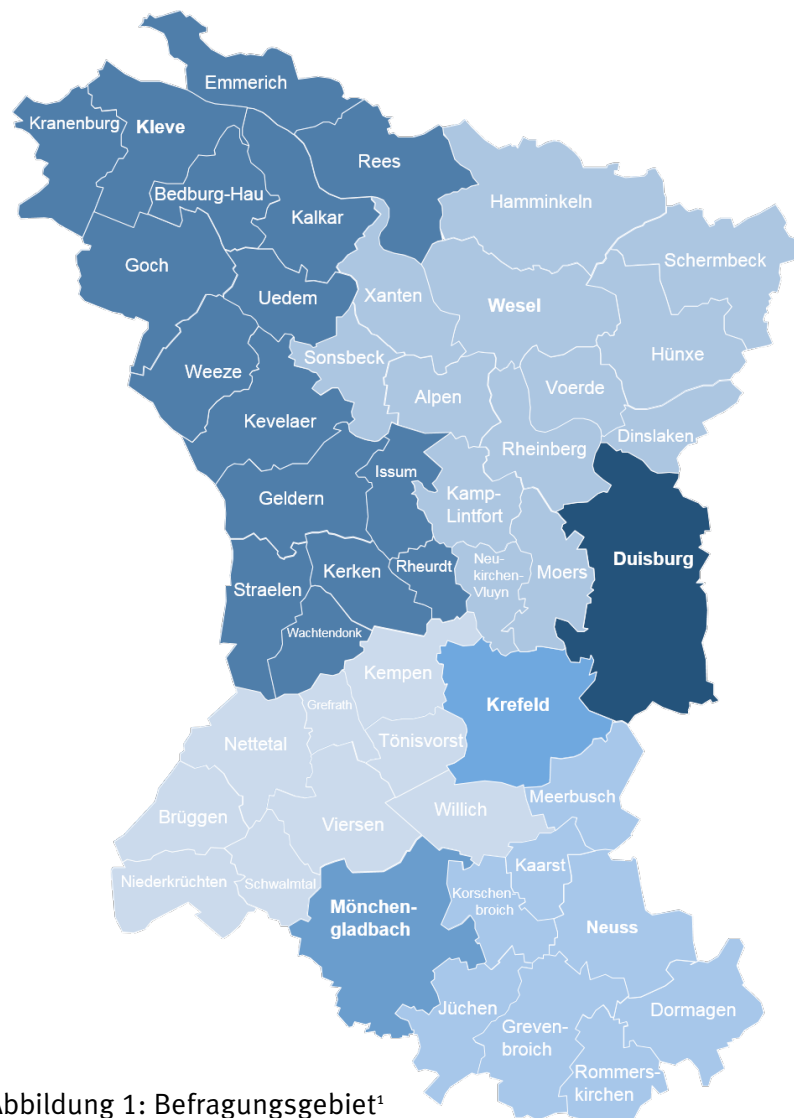 Emmerich
Kranenburg
Kleve
Rees
Bedburg-Hau
Hamminkeln
Kalkar
Goch
Schermbeck
Uedem
Xanten
Wesel
Hünxe
Sonsbeck
Weeze
Voerde
Alpen
Kevelaer
Dinslaken
Rheinberg
Issum
Geldern
Kamp-
Lintfort
Duisburg
Neu-
kirchen-
Vluyn
Moers
Rheurdt
Kerken
Straelen
Wachtendonk
Kempen
Krefeld
Grefrath
Tönisvorst
Nettetal
Meerbusch
Willich
Brüggen
Viersen
Kaarst
Niederkrüchten
Schwalmtal
Korschen-
broich
Mönchen-
gladbach
Neuss
Jüchen
Dormagen
Greven-
broich
Rommers-
kirchen
Abbildung 1: Befragungsgebiet¹